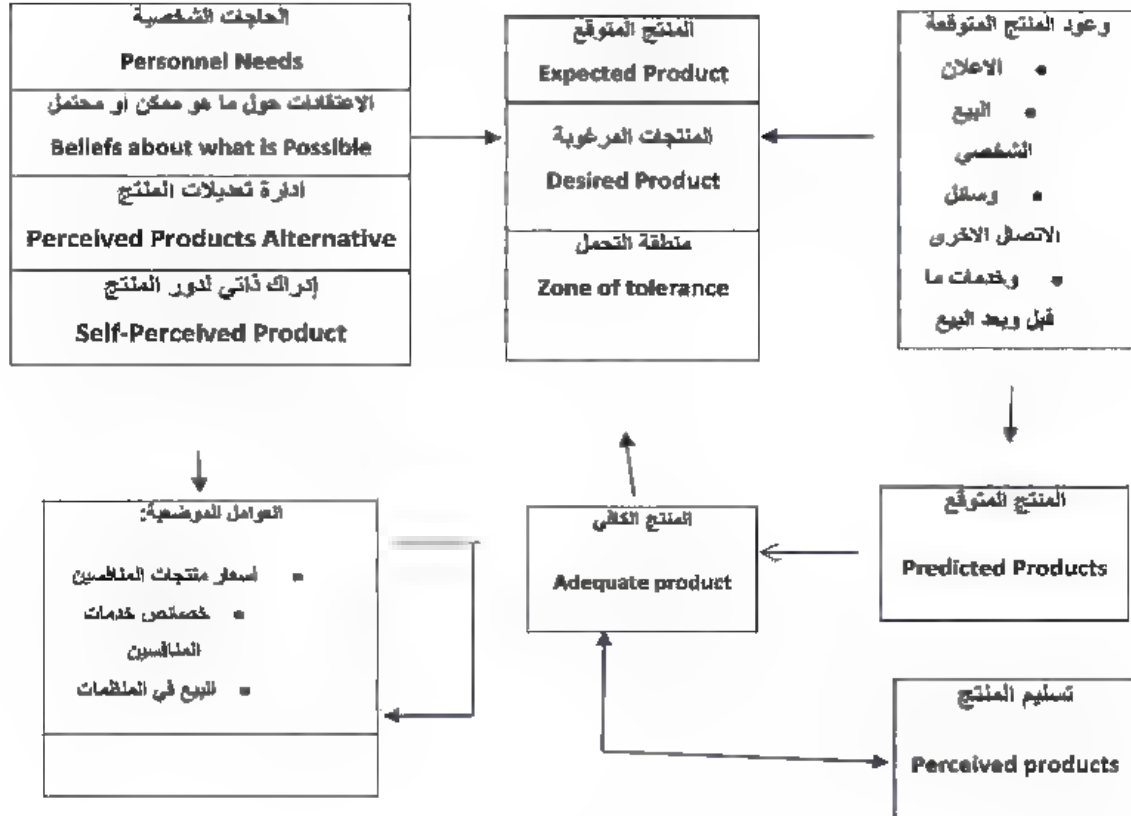 الحاجات الشخصية
Personnel Needs
الاعتقادات حول ما هو ممكن أو محتمل
Beliefs about what is Possible
ادارة تعديلات المنتج
Perceived Products Alternative
إدراك ذاتي لدور المنتج
Self-Perceived Product
المنتج المتوقع
Expected Product
المنتجات المرغوبة
Desired Product
منطقة التحمل
Zone of tolerance
وعود المنتج المتوقعة
• الاعلان
• البيع
الشخصي
• وسائل
الاتصال الاخرى
• وخدمات ما
قبل وبعد البيع
العوامل الموضعية:
• أسعار منتجات المنافسين
• خصائص خدمات
المنافسين
• البيع في المنظمات
المنتج الكافي
Adequate product
المنتج المتوقع
Predicted Products
تسليم المنتج
Perceived products